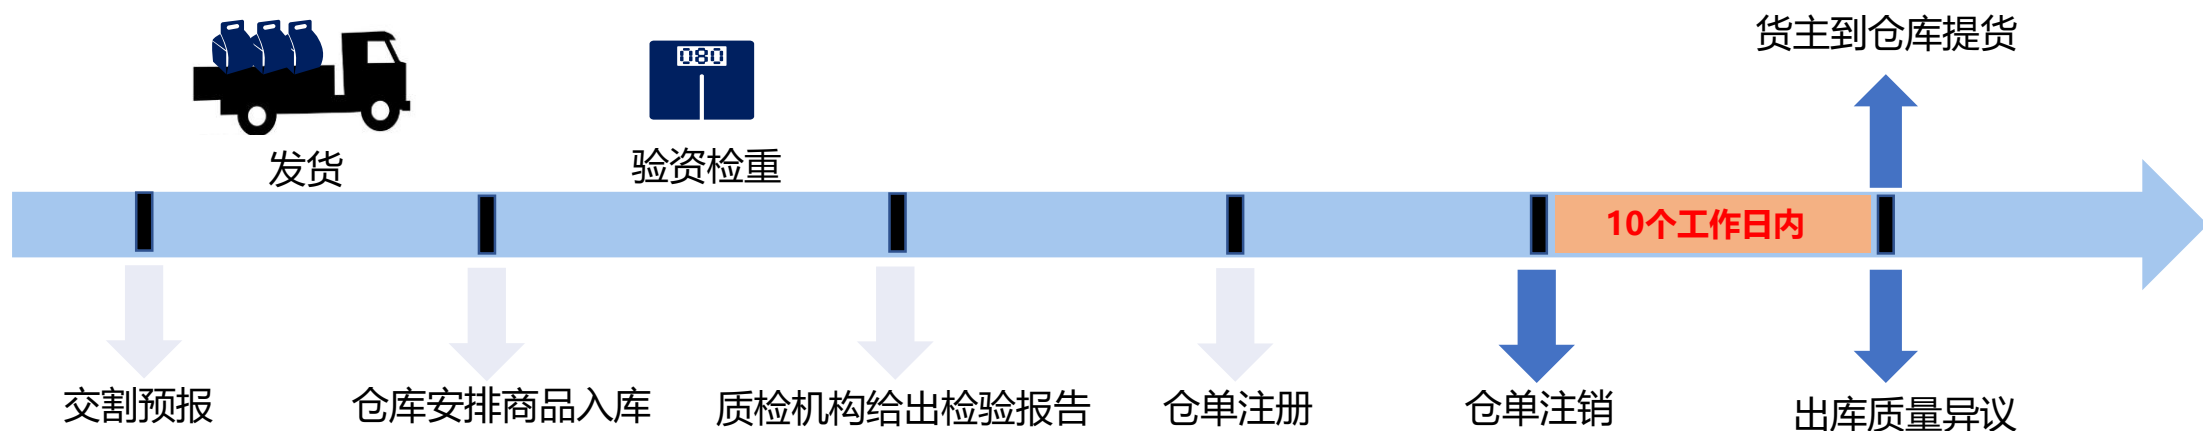 货主到仓库提货
080
发货
验资检重
10个工作日内
交割预报
仓库安排商品入库
质检机构给出检验报告
仓单注册
仓单注销
出库质量异议